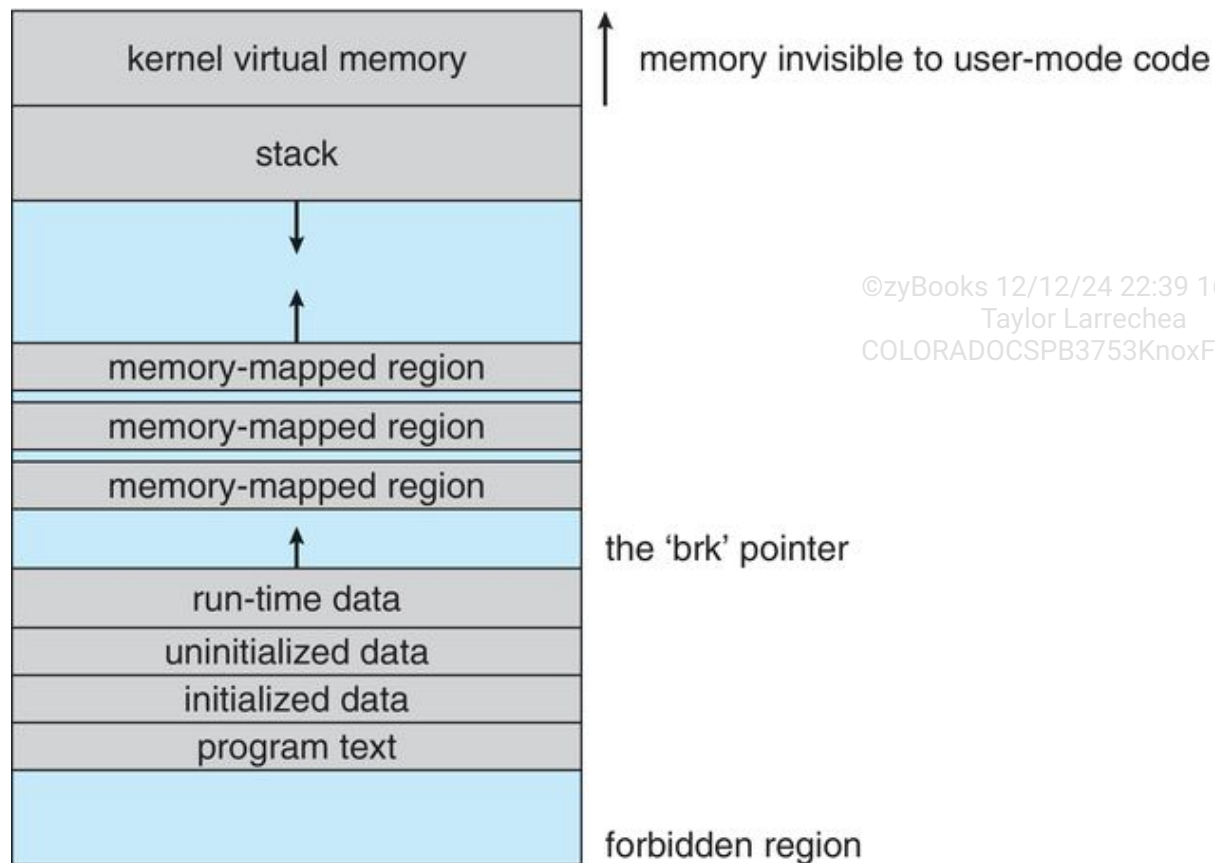 kernel virtual memory
memory invisible to user-mode code
stack
©zyBooks 12/12/24 22:39
Taylor Larrechea
COLORADOCSPB3753KnoxF
memory-mapped region
memory-mapped region
memory-mapped region
the ‘brk’ pointer
run-time data
uninitialized data
initialized data
program text
forbidden region